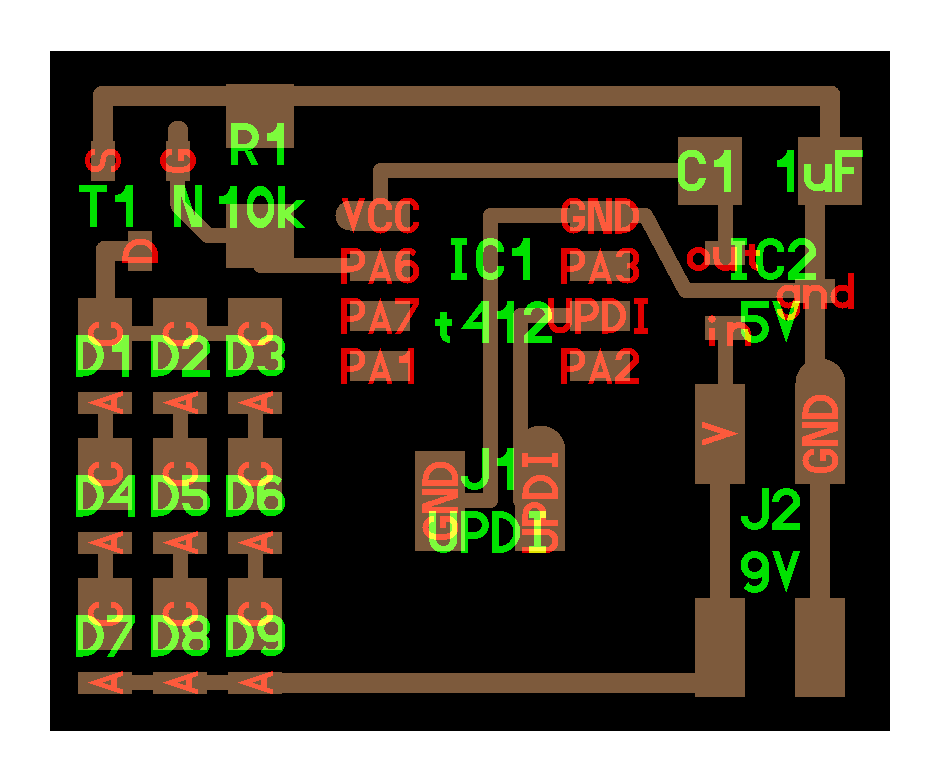 R1
S G
C1 1uF
T1 N 10k
VCC GND
D out IC2
PA6 IC1 PA3
gnd
PA7 t412 UPDI in 5V
C C C
D1 D2 D3 PA1 PA2
A A A
V GND
C C C J1
D4 D5 D6 GND UPDI
J2
UPDI
A A A
9V
C C C
D7 D8 D9
A A A